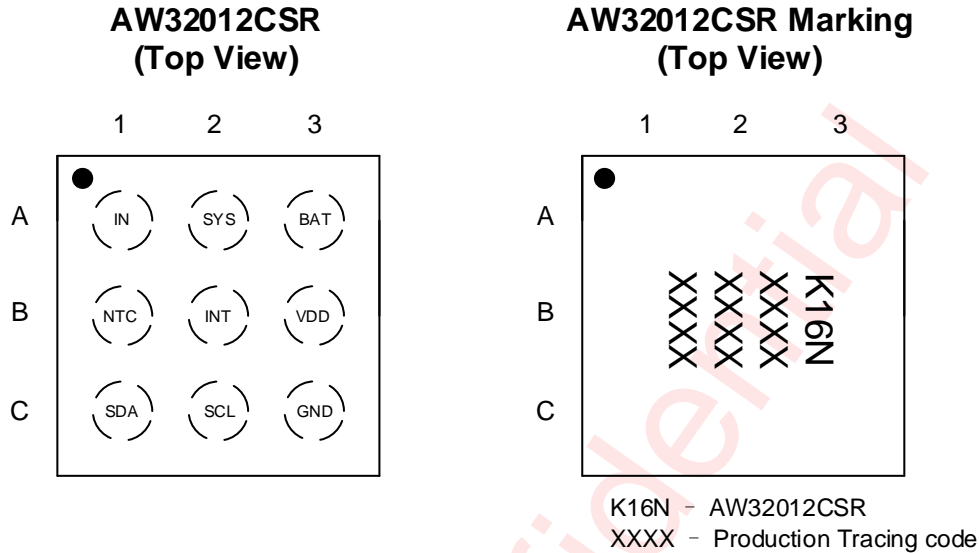 AW32012CSR
(Top View)
1 2 3
A
IN SYS BAT
B
NTC INT VDD
C
SDA SCL GND
AW32012CSR Marking
(Top View)
1 2 3
A
B
C
K16N
XXXX
XXXX
XXXX
K16N – AW32012CSR
XXXX – Production Tracing code
fidential